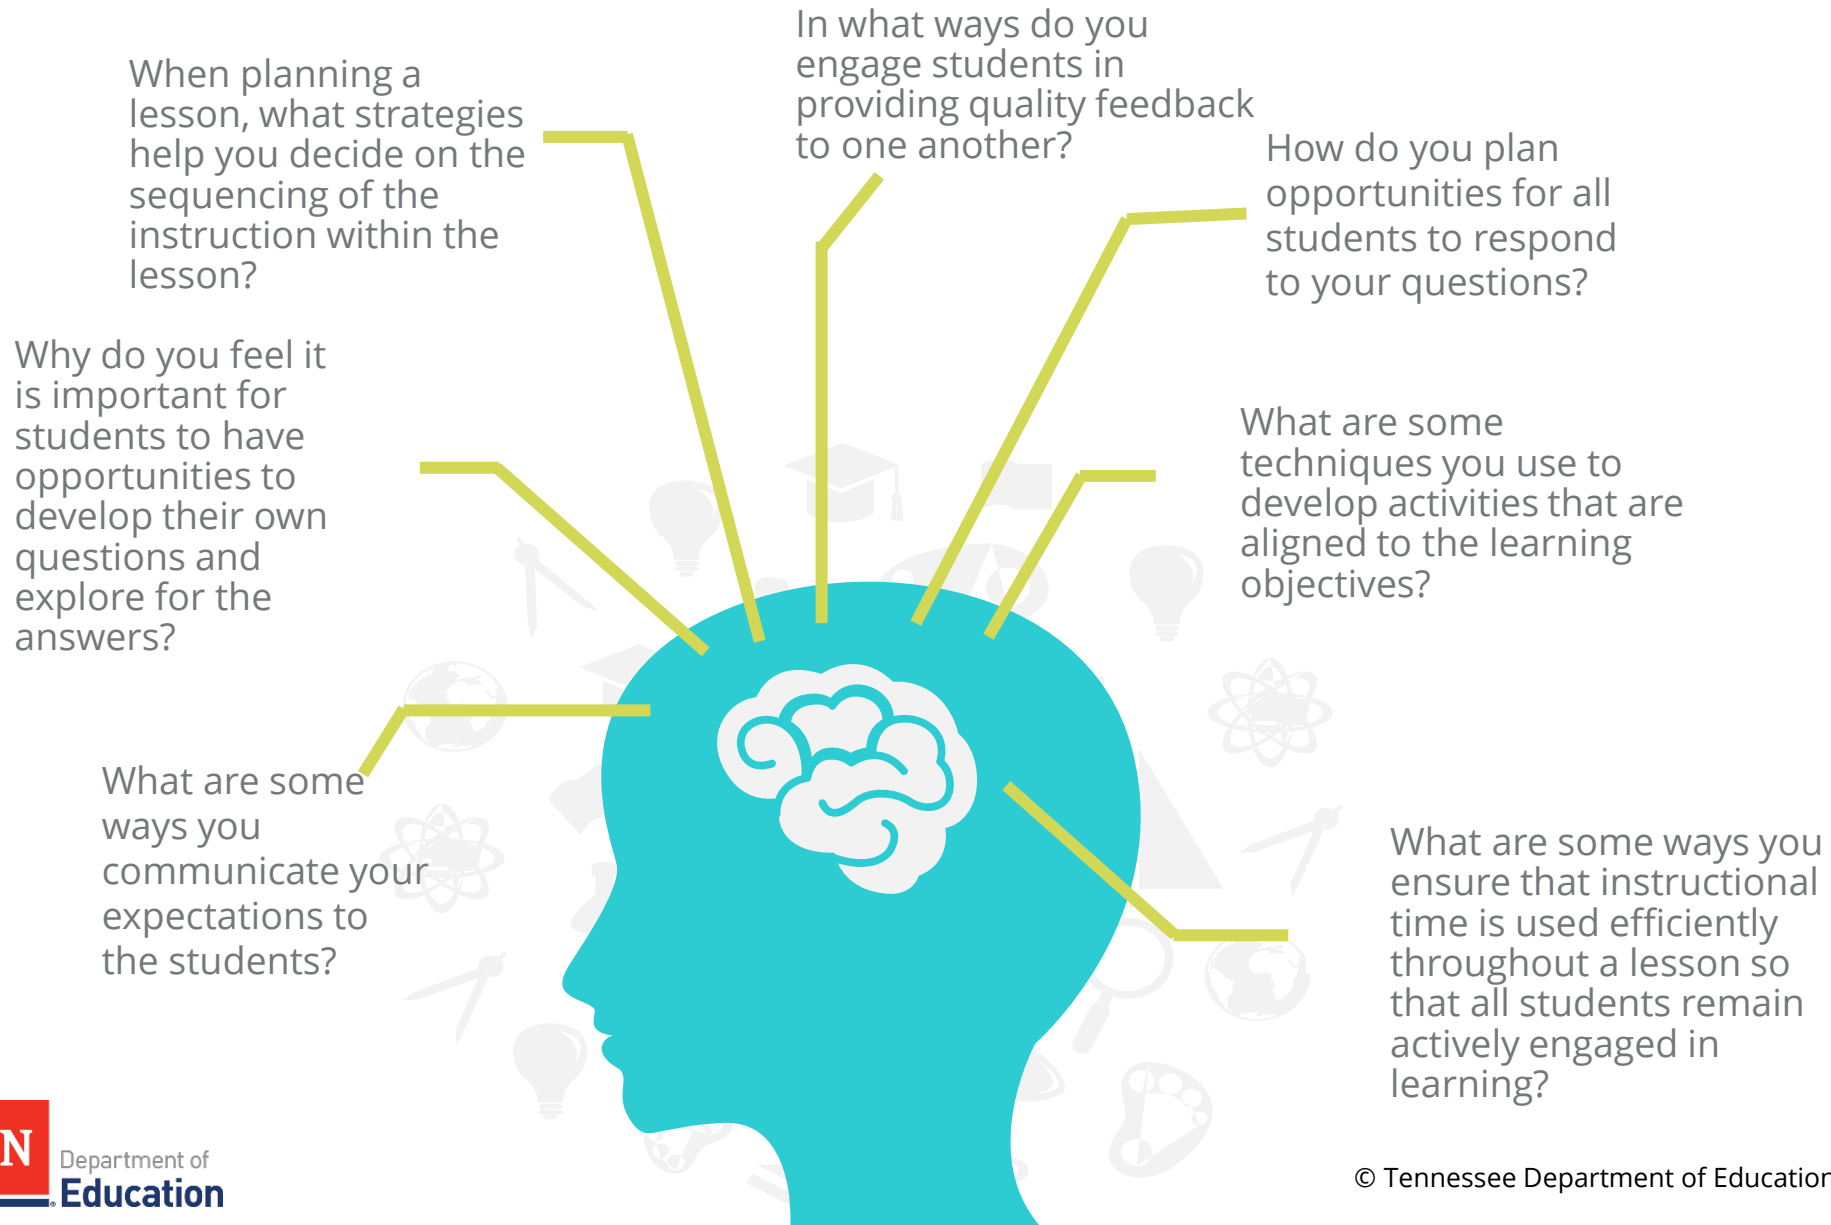 In what ways do you
engage students in
providing quality feedback
to one another?
When planning a
lesson, what strategies
help you decide on the
sequencing of the
instruction within the
lesson?
How do you plan
opportunities for all
students to respond
to your questions?
Why do you feel it
is important for
students to have
opportunities to
develop their own
questions and
explore for the
answers?
What are some
techniques you use to
develop activities that are
aligned to the learning
objectives?
What are some
ways you
communicate your
expectations to
the students?
What are some ways you
ensure that instructional
time is used efficiently
throughout a lesson so
that all students remain
actively engaged in
learning?
N
Department of
Education
© Tennessee Department of Education